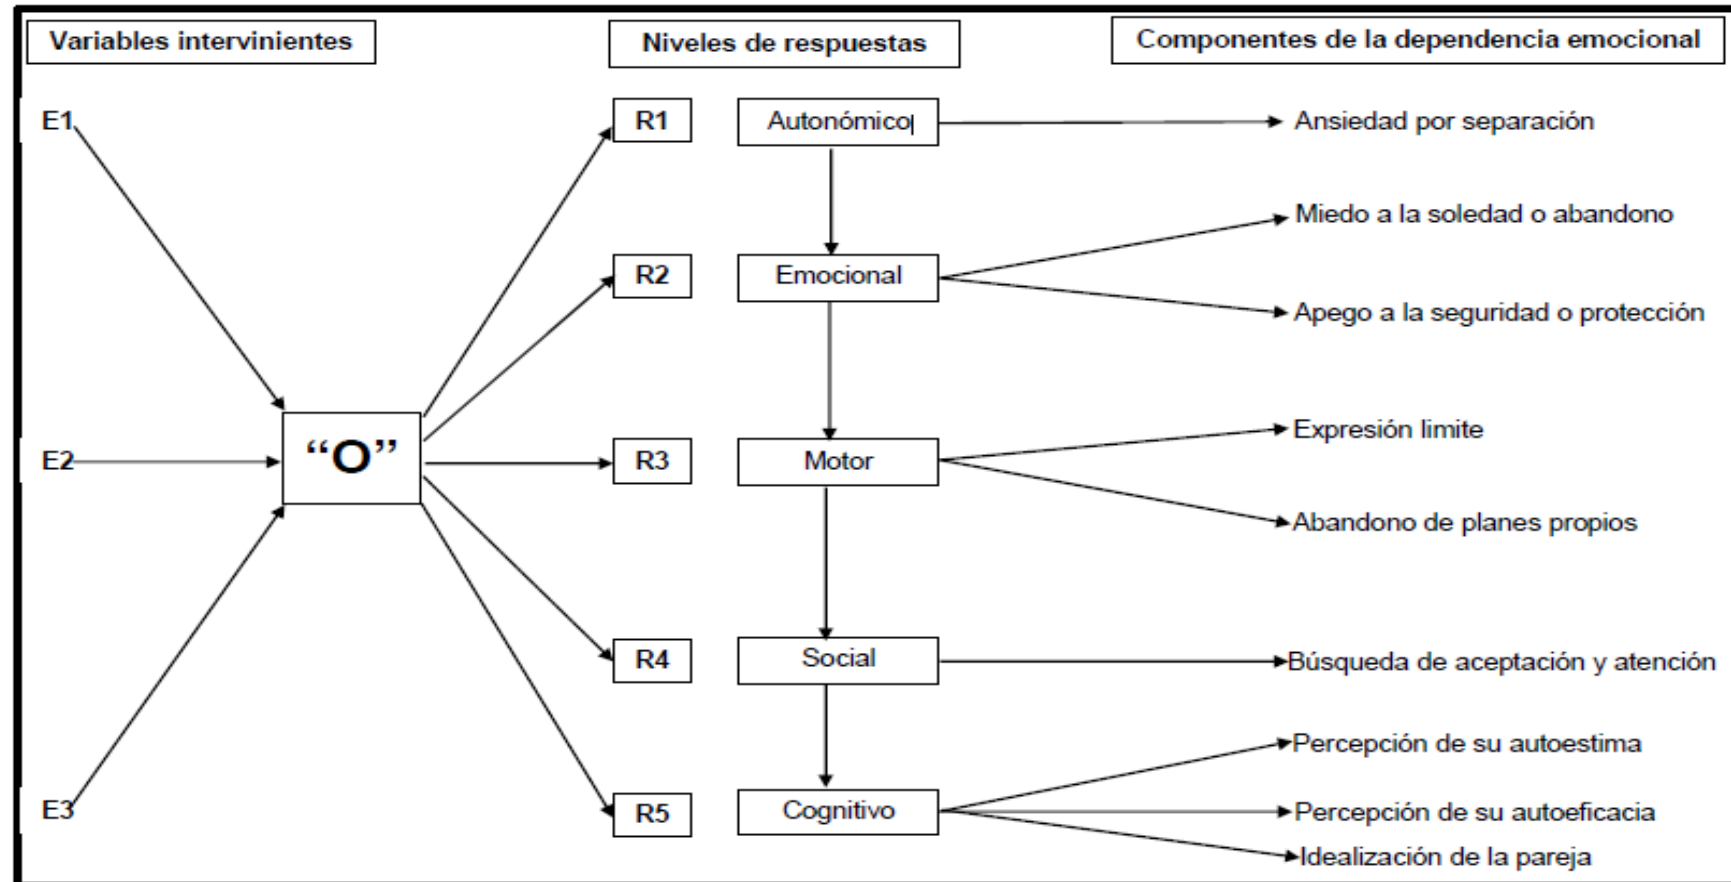 Variables intervinientes
Niveles de respuestas
Componentes de la dependencia emocional
E1
R1
Autonómico
Ansiedad por separación
Miedo a la soledad o abandono
R2
Emocional
Apego a la seguridad o protección
Expresión limite
E2
“O”
R3
Motor
Abandono de planes propios
R4
Social
Búsqueda de aceptación y atención
Percepción de su autoestima
E3
R5
Cognitivo
Percepción de su autoeficacia
Idealización de la pareja